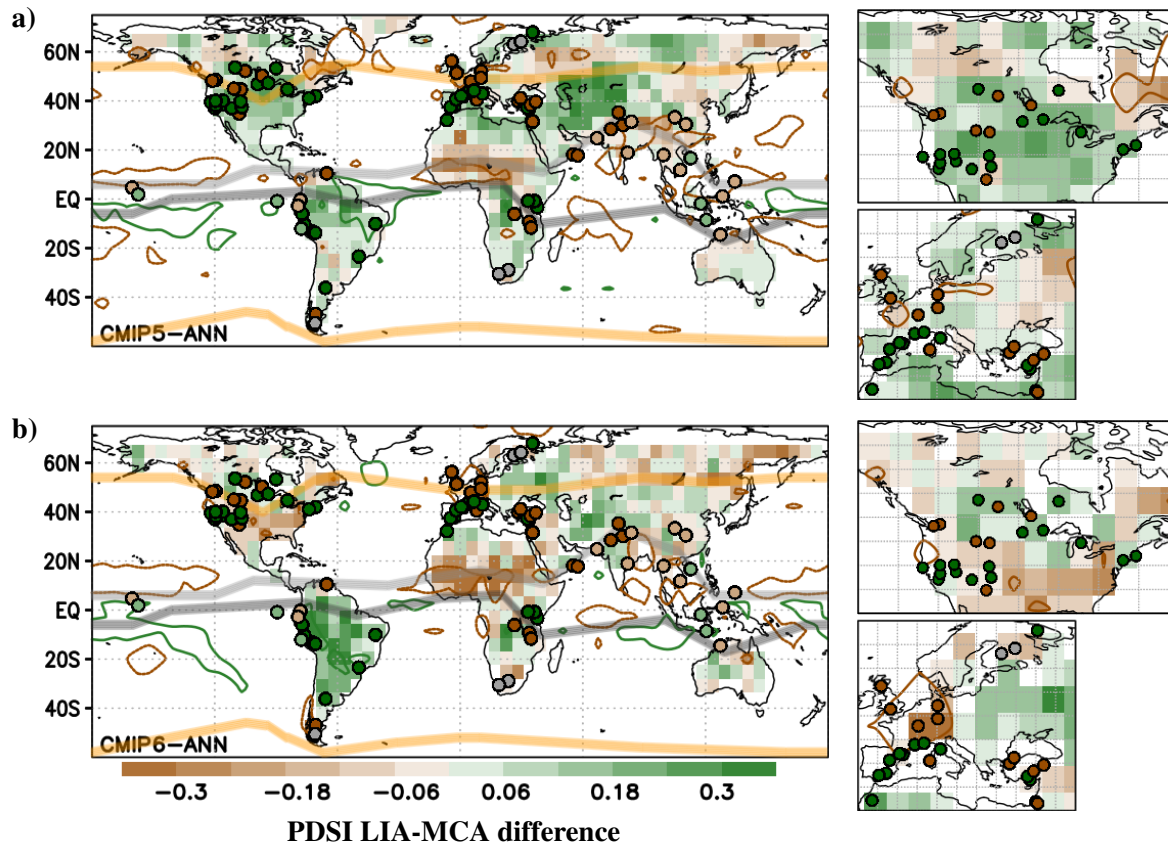 a)
60N
40N
20N
EQ
20S
40S
CMIP5-ANN
b)
60N
40N
20N
EQ
20S
40S
CMIP6-ANN
-0.3 -0.18 -0.06 0.06 0.18 0.3
PDSI LIA-MCA difference